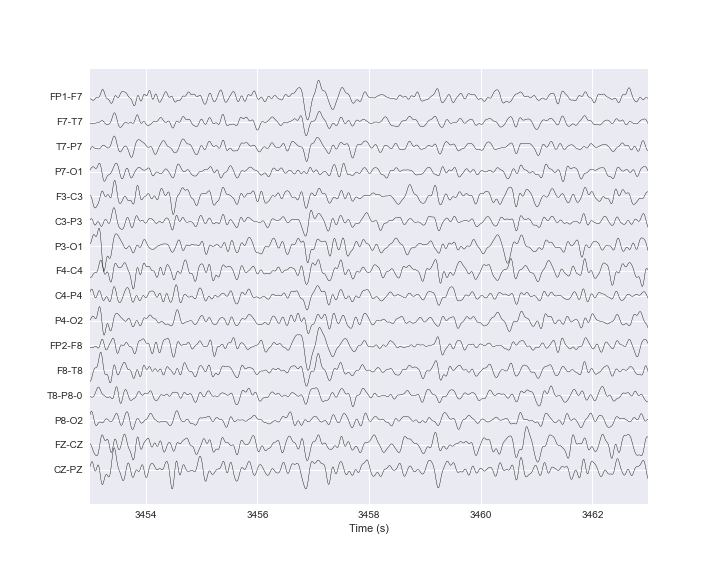 FP1-F7
F7-T7
T7-P7
P7-O1
F3-C3
C3-P3
P3-O1
F4-C4
C4-P4
P4-O2
FP2-F8
F8-T8
T8-P8-0
P8-O2
FZ-CZ
CZ-PZ
3454 3456 3458 3460 3462
Time (s)